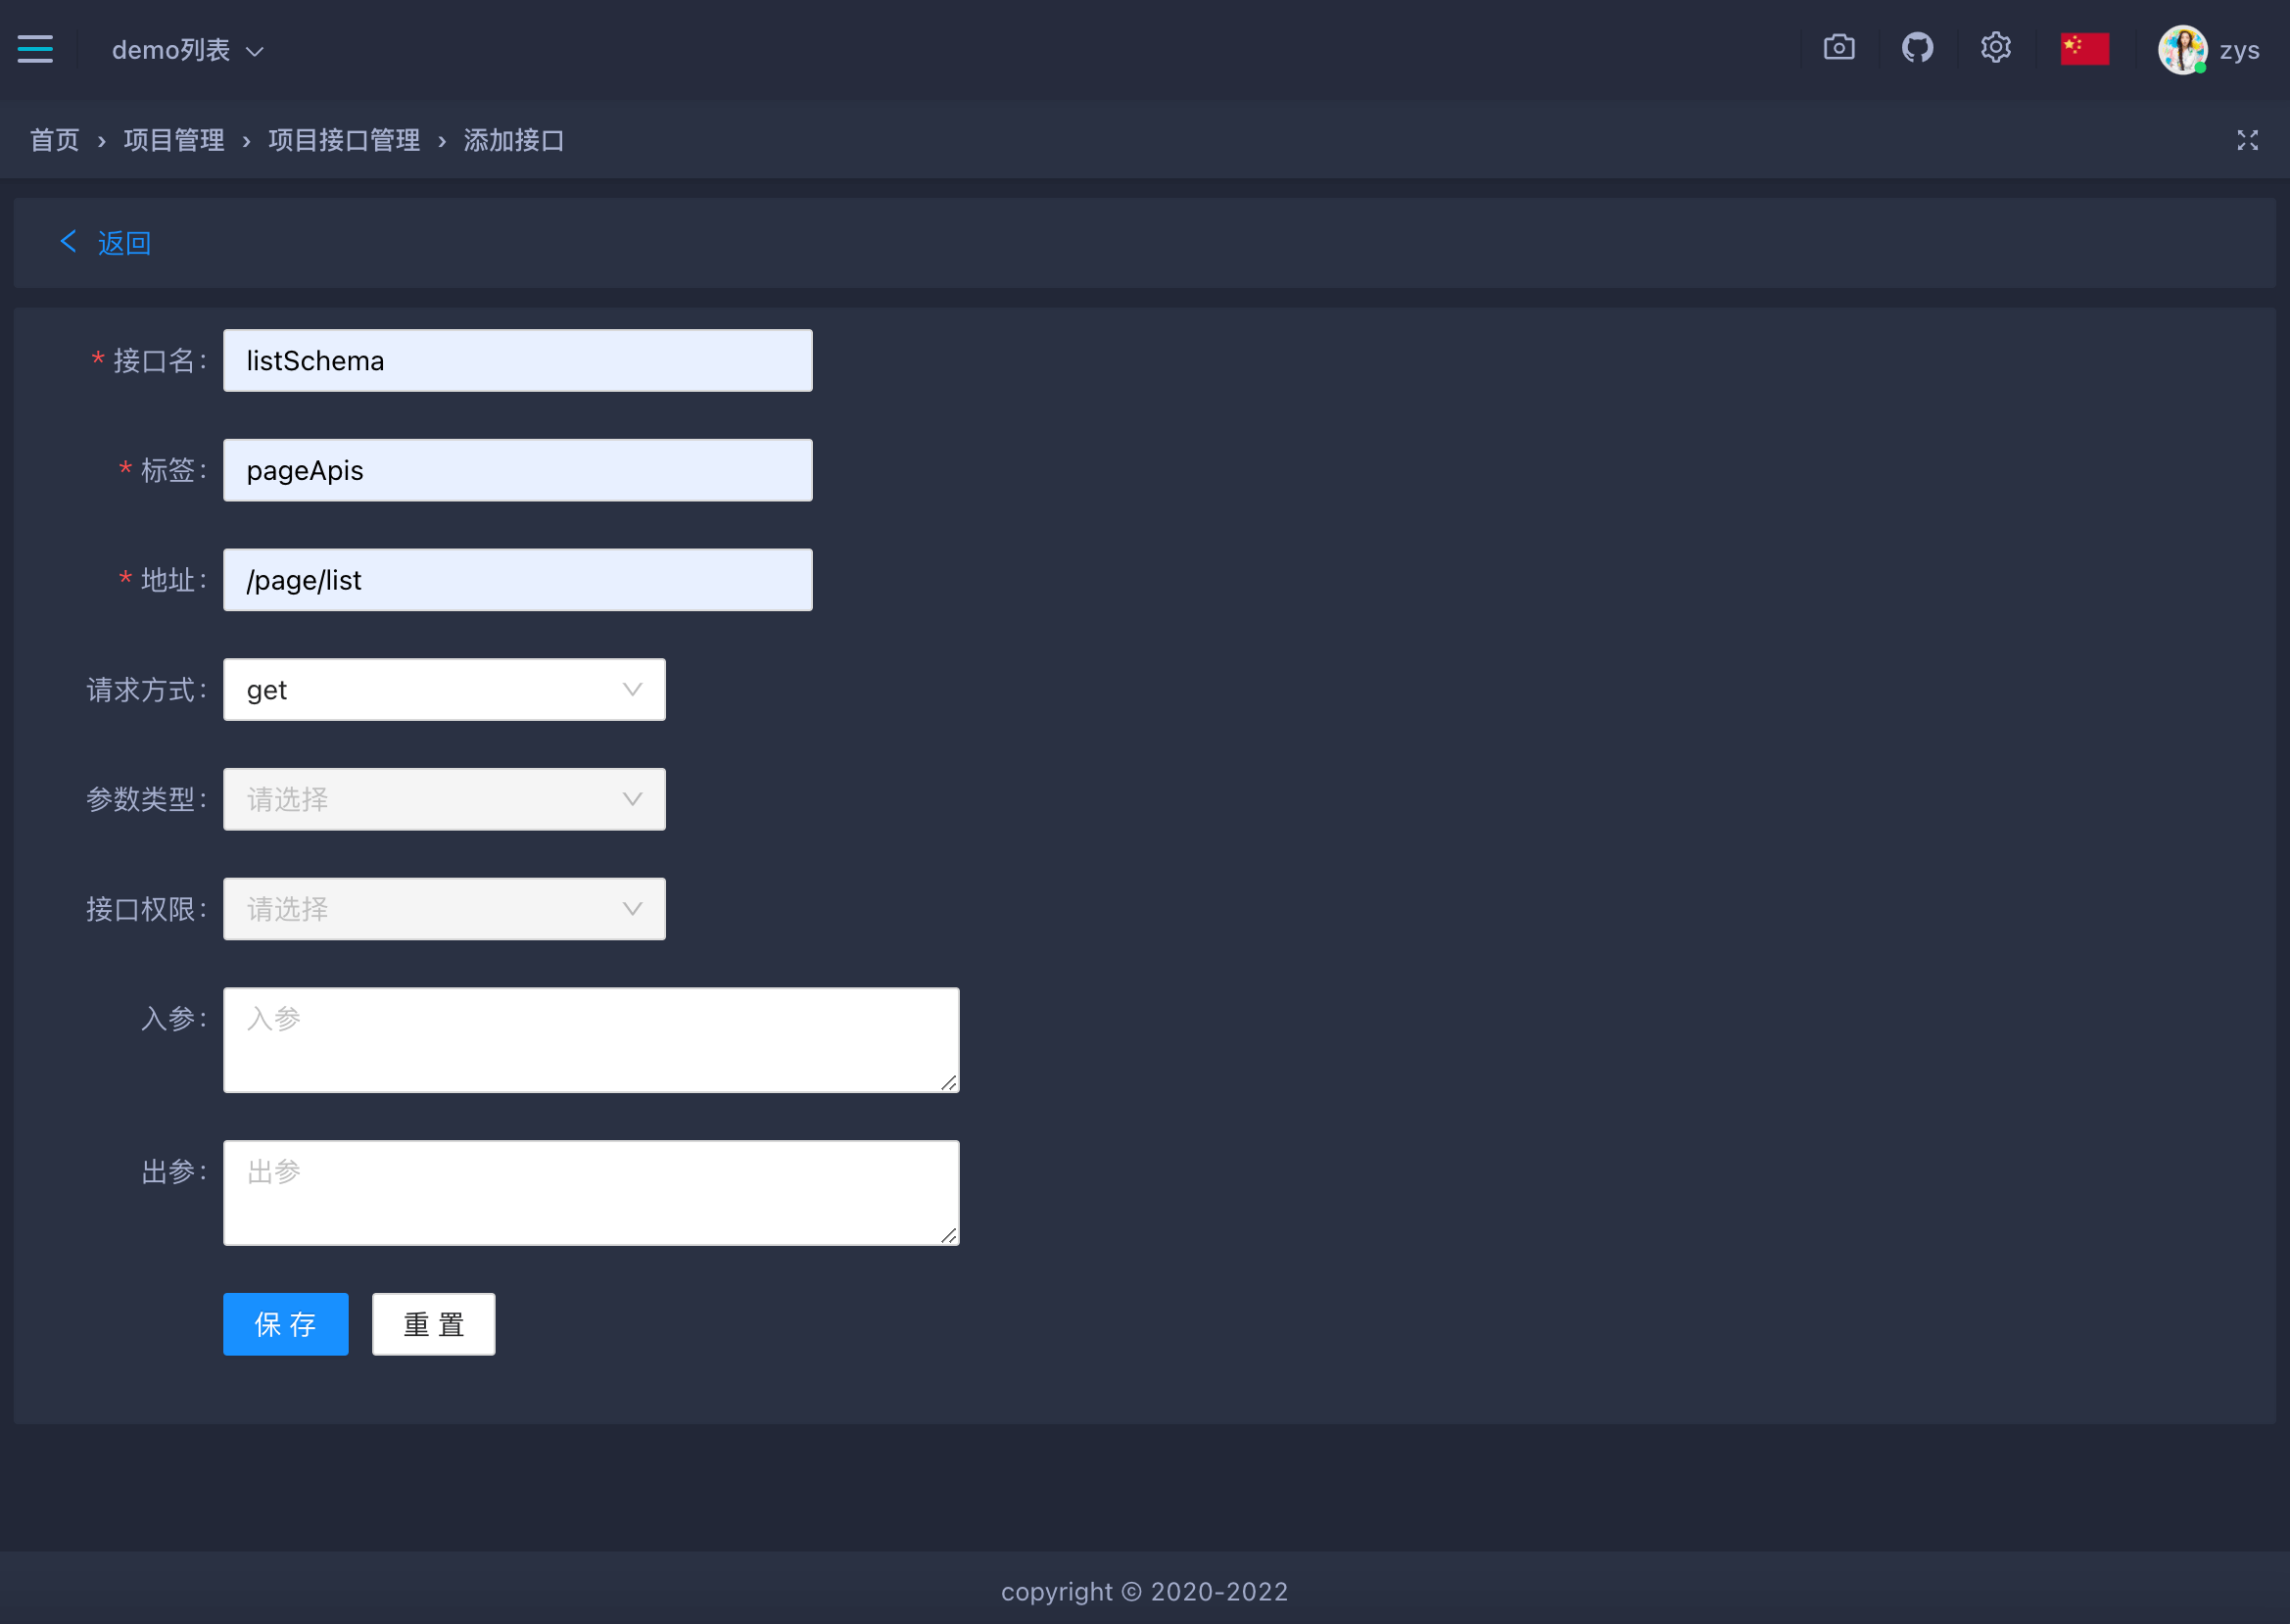 demo列表
zys
首页 › 项目管理 › 项目接口管理 › 添加接口
返回
* 接口名: listSchema
* 标签: pageApis
* 地址: /page/list
请求方式: get
参数类型: 请选择
接口权限: 请选择
入参: 入参
出参: 出参
保存 重置
copyright © 2020-2022